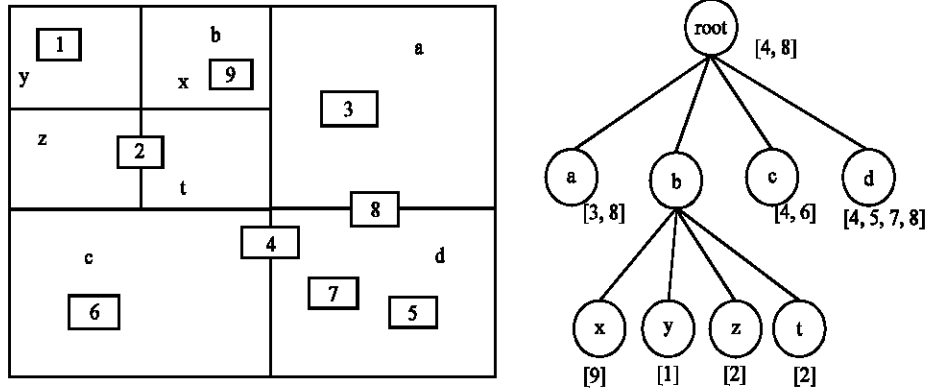 1
b
a
y
x
9
3
z
2
t
8
4
c
d
7
6
5
root
[4, 8]
a
b
c
d
[3, 8]
[4, 6]
[4, 5, 7, 8]
x
y
z
t
[9]
[1]
[2]
[2]